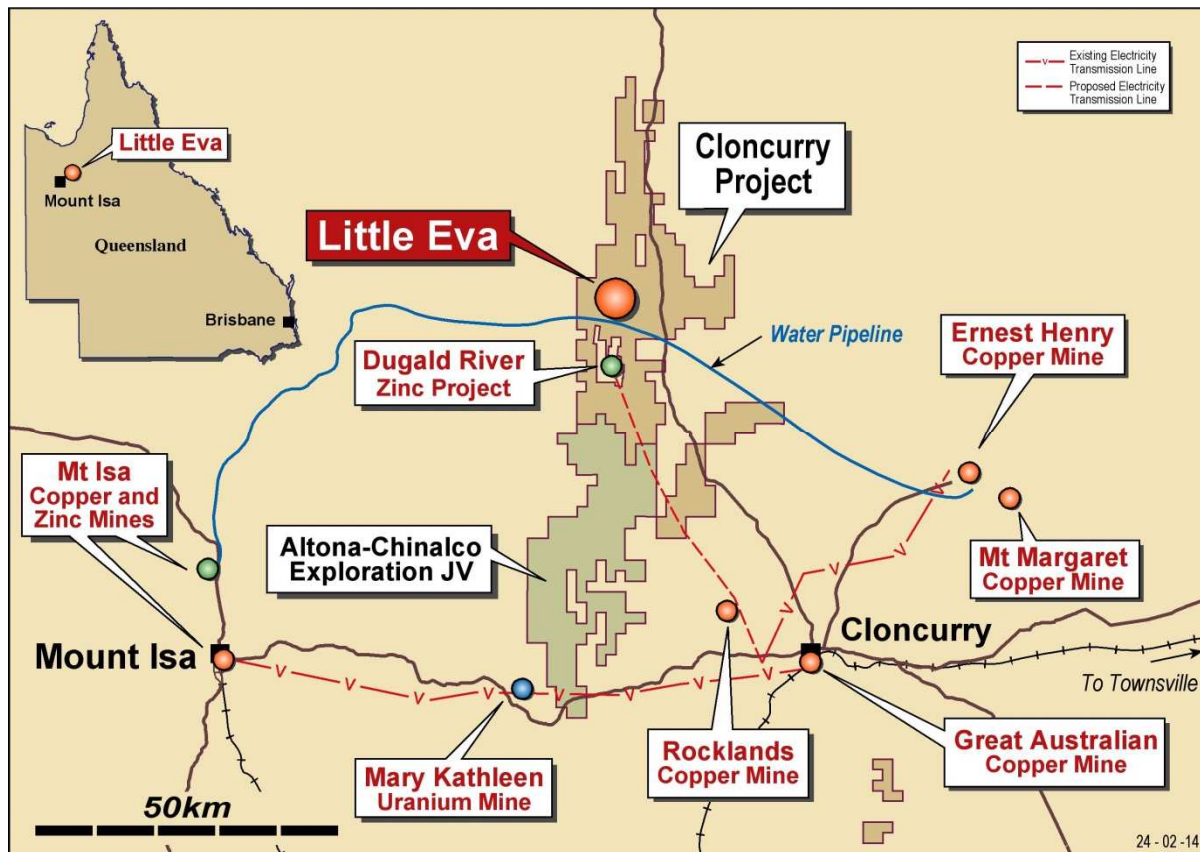 Existing Electricity
Transmission Line
Proposed Electricity
Transmission Line
Little Eva
Mount Isa
Queensland
Brisbane
Cloncurry
Project
Little Eva
Water Pipeline
Ernest Henry
Copper Mine
Dugald River
Zinc Project
Mt Isa
Copper and
Zinc Mines
Altona-Chinalco
Exploration JV
Mt Margaret
Copper Mine
Mount Isa
Cloncurry
To Townsville
Mary Kathleen
Uranium Mine
Rocklands
Copper Mine
Great Australian
Copper Mine
50km
24 - 02 - 14